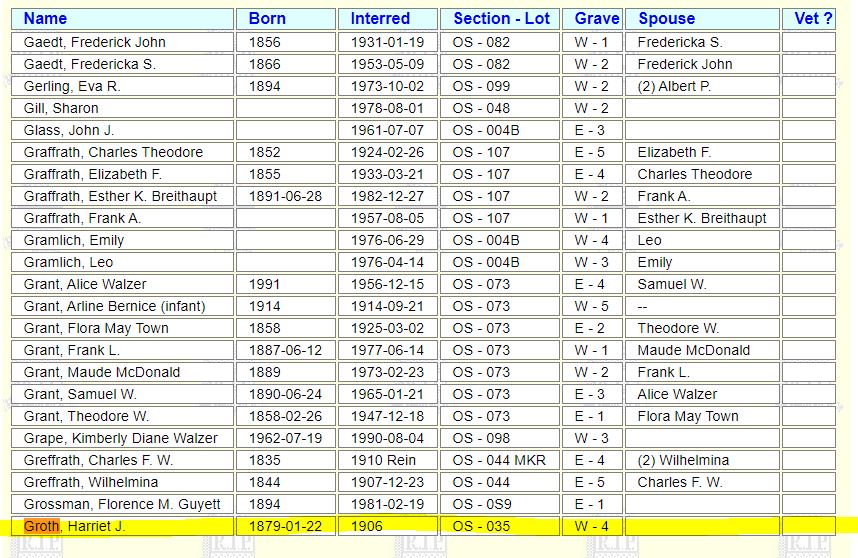 Name Born Interred Section - Lot Grave Spouse Vet ?
Gaedt, Frederick John 1856 1931-01-19 OS - 082 W - 1 Fredericka S.
Gaedt, Fredericka S. 1866 1953-05-09 OS - 082 W - 2 Frederick John
Gerling, Eva R. 1894 1973-10-02 OS - 099 W - 2 (2) Albert P.
Gill, Sharon 1978-08-01 OS - 048 W - 2
Glass, John J. 1961-07-07 OS - 004B E - 3
Graffrath, Charles Theodore 1852 1924-02-26 OS - 107 E - 5 Elizabeth F.
Graffrath, Elizabeth F. 1855 1933-03-21 OS - 107 E - 4 Charles Theodore
Graffrath, Esther K. Breithaupt 1891-06-28 1982-12-27 OS - 107 W - 2 Frank A.
Graffrath, Frank A. 1957-08-05 OS - 107 W - 1 Esther K. Breithaupt
Gramlich, Emily 1976-06-29 OS - 004B W - 4 Leo
Gramlich, Leo 1976-04-14 OS - 004B W - 3 Emily
Grant, Alice Walzer 1991 1956-12-15 OS - 073 E - 4 Samuel W.
Grant, Arline Bernice (infant) 1914 1914-09-21 OS - 073 W - 5 --
Grant, Flora May Town 1858 1925-03-02 OS - 073 E - 2 Theodore W.
Grant, Frank L. 1887-06-12 1977-06-14 OS - 073 W - 1 Maude McDonald
Grant, Maude McDonald 1889 1973-02-23 OS - 073 W - 2 Frank L.
Grant, Samuel W. 1890-06-24 1965-01-21 OS - 073 E - 3 Alice Walzer
Grant, Theodore W. 1858-02-26 1947-12-18 OS - 073 E - 1 Flora May Town
Grape, Kimberly Diane Walzer 1962-07-19 1990-08-04 OS - 098 W - 3
Greffrath, Charles F. W. 1835 1910 Rein OS - 044 MKR E - 4 (2) Wilhelmina
Greffrath, Wilhelmina 1844 1907-12-23 OS - 044 E - 5 Charles F. W.
Grossman, Florence M. Guyett 1894 1981-02-19 OS - 0S9 E - 1
Groth, Harriet J. 1879-01-22 1906 OS - 035 W - 4
R.I.P. R.I.P. R.I.P. R.I.P.